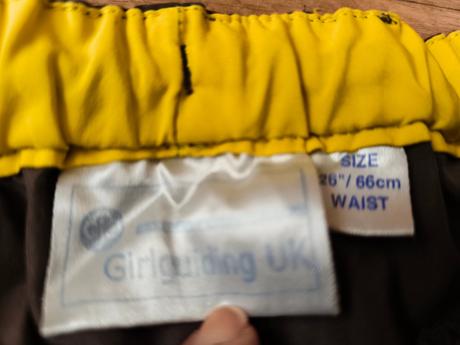 Girlguiding UK
SIZE
26"/ 66cm
WAIST